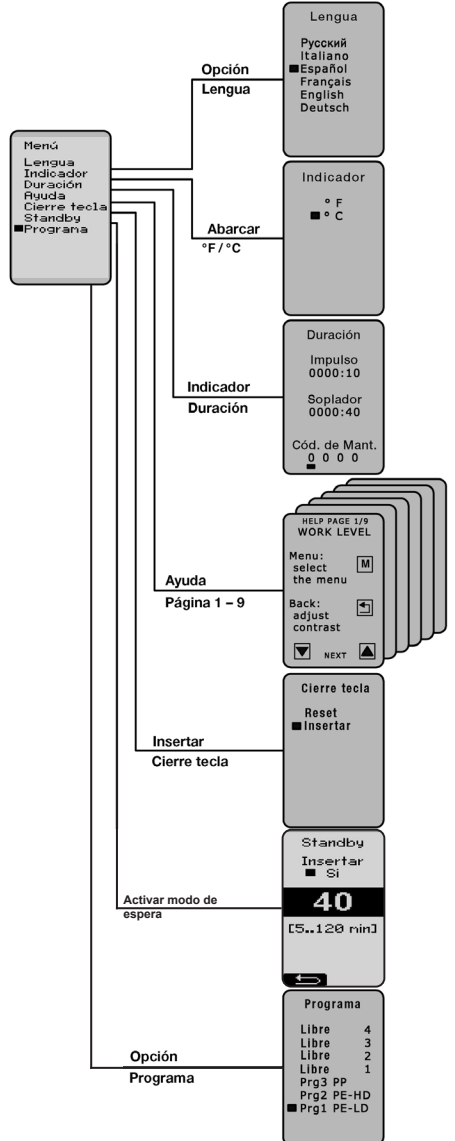 Menú
Lengua
Indicador
Duración
Ayuda
Cierre tecla
Standby
Programa
Opción
Lengua
Lengua
Русский
Italiano
Español
Français
English
Deutsch
Abarcar
°F / °C
Indicador
° F
° C
Indicador
Duración
Duración
Impulso
0000:10
Soplador
0000:40
Cód. de Mant.
0 0 0 0
Ayuda
Página 1 – 9
HELP PAGE 1/9
WORK LEVEL
Menu:
select
the menu
M
Back:
adjust
contrast
NEXT
Insertar
Cierre tecla
Cierre tecla
Reset
Insertar
Activar modo de
espera
Standby
Insertar
Si
40
[5..120 min]
Opción
Programa
Programa
Libre 4
Libre 3
Libre 2
Libre 1
Prg3 PP
Prg2 PE-HD
Prg1 PE-LD